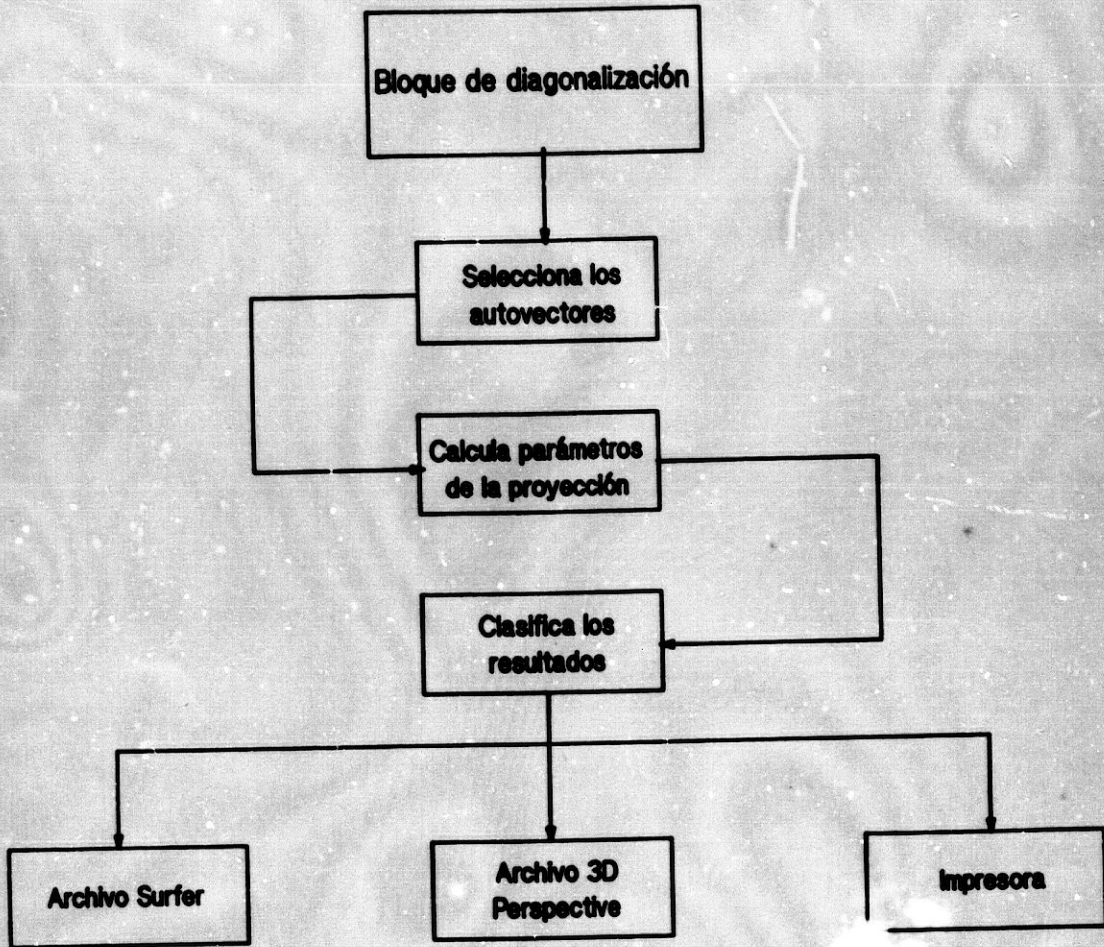 Bloque de diagonalización
Selecciona los
autovectores
Calcula parámetros
de la proyección
Clasifica los
resultados
Archivo Surfer
Archivo 3D
Perspective
Impresora